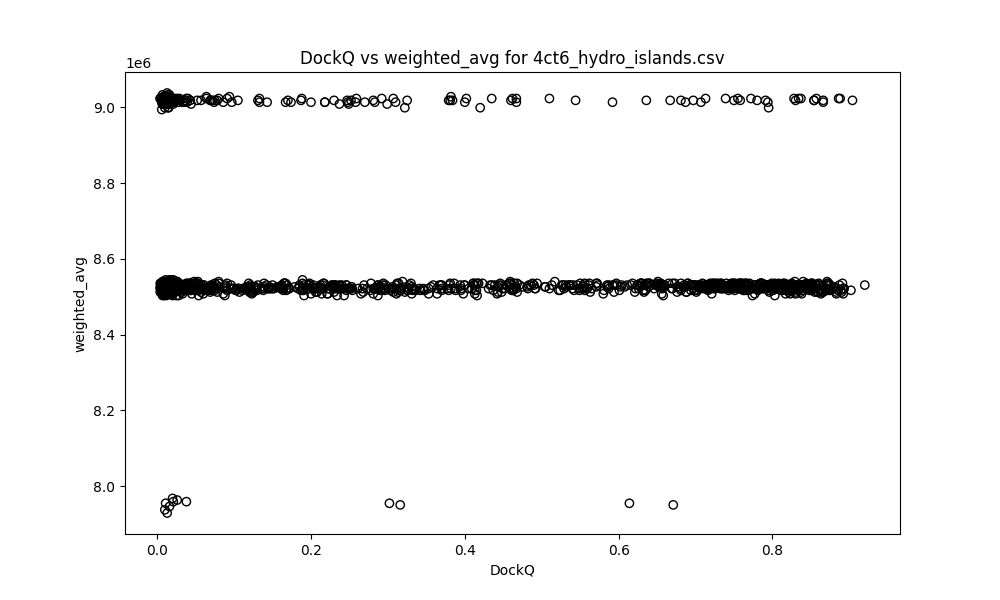 DockQ vs weighted_avg for 4ct6_hydro_islands.csv
1e6
9.0
8.8
8.6
8.4
8.2
8.0
weighted_avg
0.0 0.2 0.4 0.6 0.8
DockQ